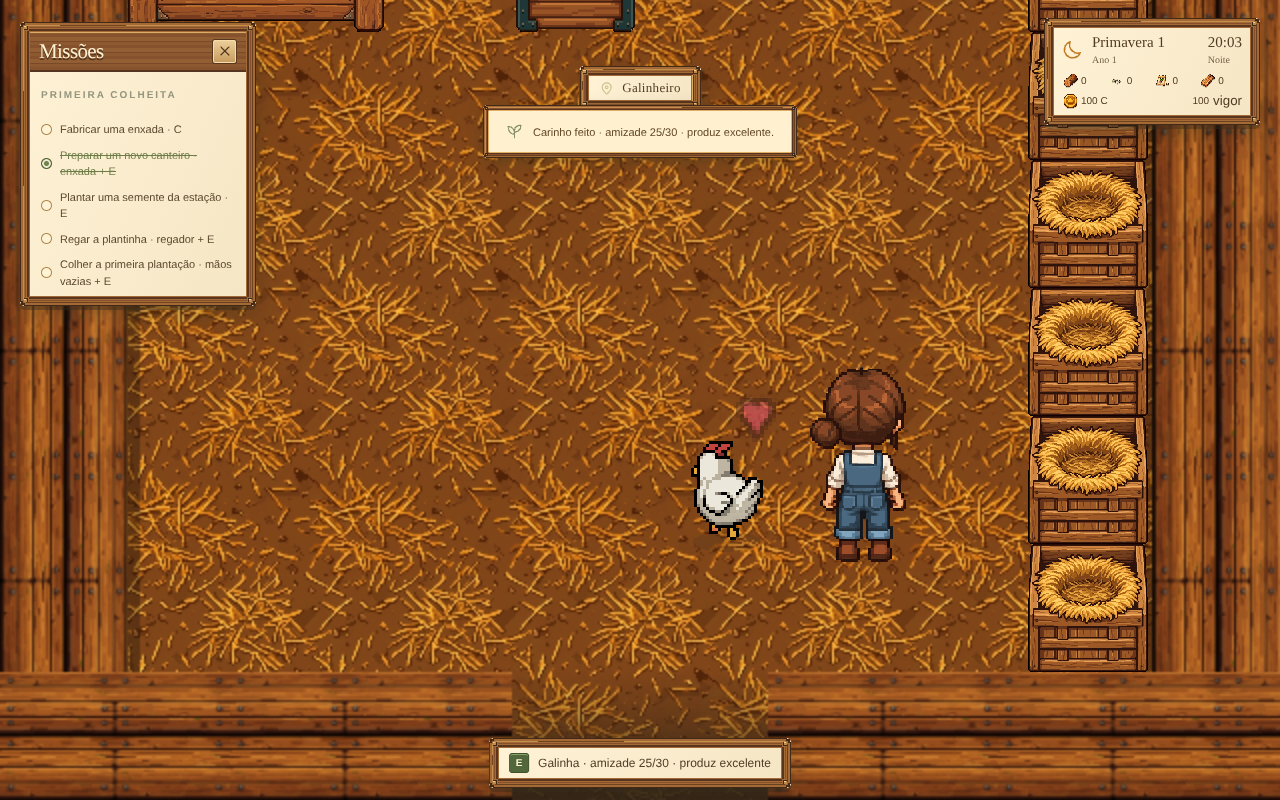 Missões
PRIMEIRA COLHEITA
Fabricar uma enxada · C
Preparar um novo canteiro ·
enxada + E
Plantar uma semente da estação ·
E
Regar a plantinha · regador + E
Colher a primeira plantação · mãos
vazias + E
Galinheiro
Carinho feito · amizade 25/30 · produz excelente.
Primavera 1 20:03
Ano 1 Noite
0 0 0 0
100 C 100 vigor
E Galinha · amizade 25/30 · produz excelente